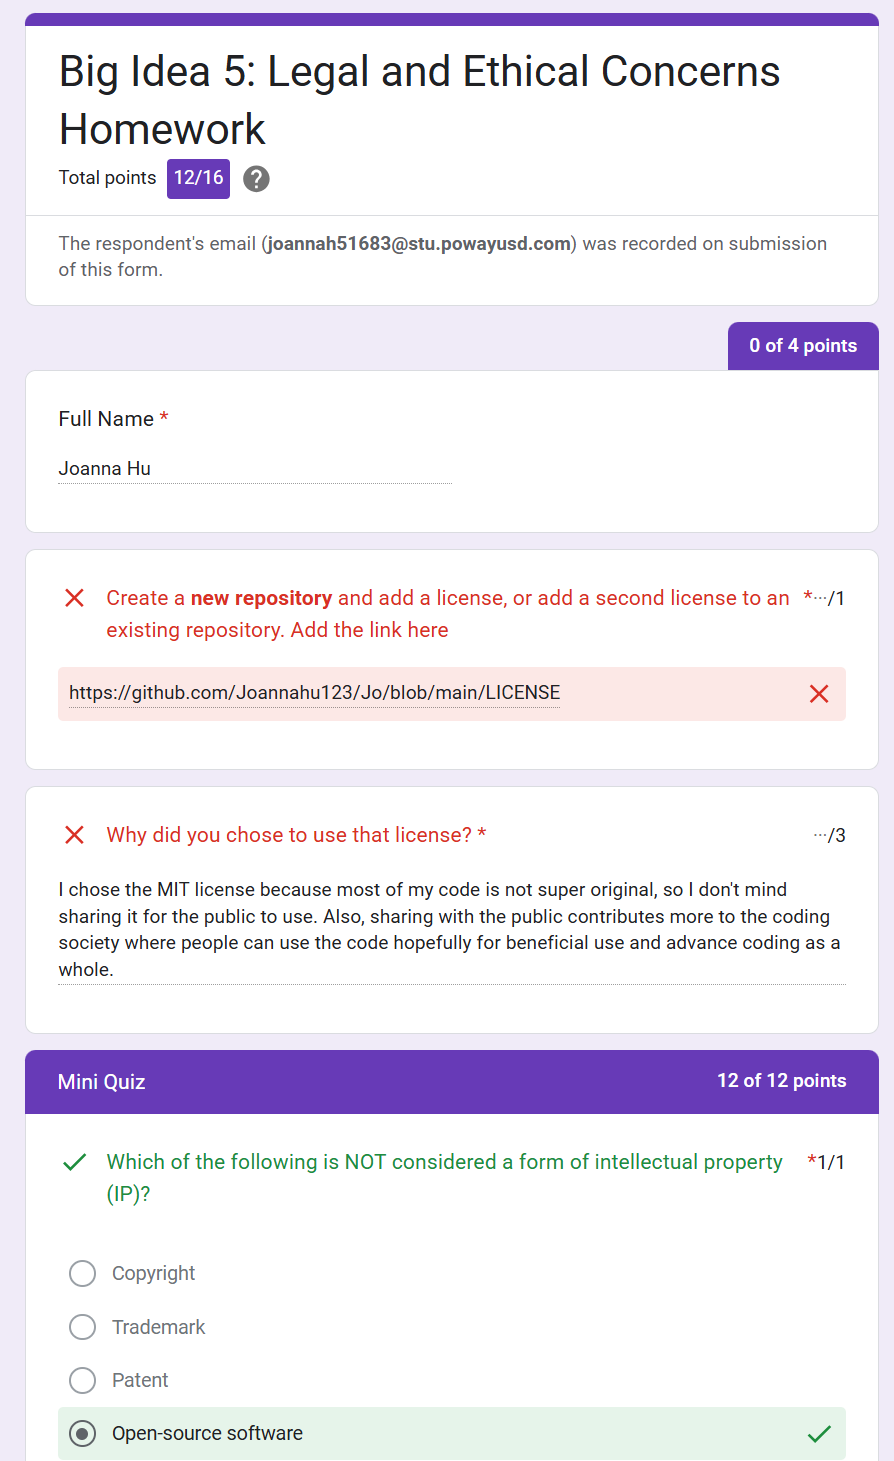 Big Idea 5: Legal and Ethical Concerns
Homework
Total points 12/16 ?
The respondent's email (joannah51683@stu.powayusd.com) was recorded on submission
of this form.
0 of 4 points
Full Name *
Joanna Hu
Create a new repository and add a license, or add a second license to an *···/1
existing repository. Add the link here
https://github.com/Joannahu123/Jo/blob/main/LICENSE
Why did you chose to use that license? * ···/3
I chose the MIT license because most of my code is not super original, so I don't mind
sharing it for the public to use. Also, sharing with the public contributes more to the coding
society where people can use the code hopefully for beneficial use and advance coding as a
whole.
Mini Quiz 12 of 12 points
Which of the following is NOT considered a form of intellectual property *1/1
(IP)?
Copyright
Trademark
Patent
Open-source software